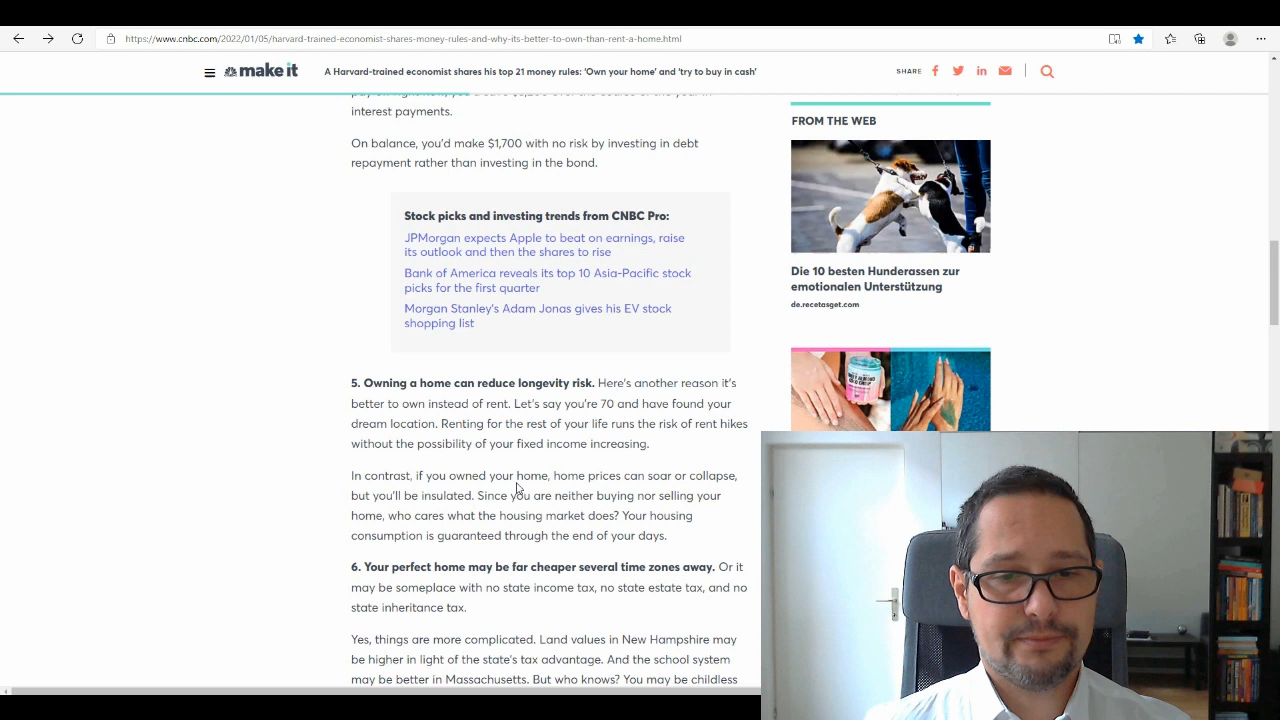 https://www.cnbc.com/2022/01/05/harvard-trained-economist-shares-money-rules-and-why-its-better-to-own-than-rent-a-home.html
make it
A Harvard-trained economist shares his top 21 money rules: 'Own your home' and 'try to buy in cash'
SHARE
interest payments.
On balance, you'd make $1,700 with no risk by investing in debt
repayment rather than investing in the bond.
Stock picks and investing trends from CNBC Pro:
JPMorgan expects Apple to beat on earnings, raise
its outlook and then the shares to rise
Bank of America reveals its top 10 Asia-Pacific stock
picks for the first quarter
Morgan Stanley's Adam Jonas gives his EV stock
shopping list
5. Owning a home can reduce longevity risk. Here's another reason it's
better to own instead of rent. Let's say you're 70 and have found your
dream location. Renting for the rest of your life runs the risk of rent hikes
without the possibility of your fixed income increasing.
In contrast, if you owned your home, home prices can soar or collapse,
but you'll be insulated. Since you are neither buying nor selling your
home, who cares what the housing market does? Your housing
consumption is guaranteed through the end of your days.
6. Your perfect home may be far cheaper several time zones away. Or it
may be someplace with no state income tax, no state estate tax, and no
state inheritance tax.
Yes, things are more complicated. Land values in New Hampshire may
be higher in light of the state's tax advantage. And the school system
may be better in Massachusetts. But who knows? You may be childless
FROM THE WEB
Die 10 besten Hunderassen zur
emotionalen Unterstützung
de.recetasget.com